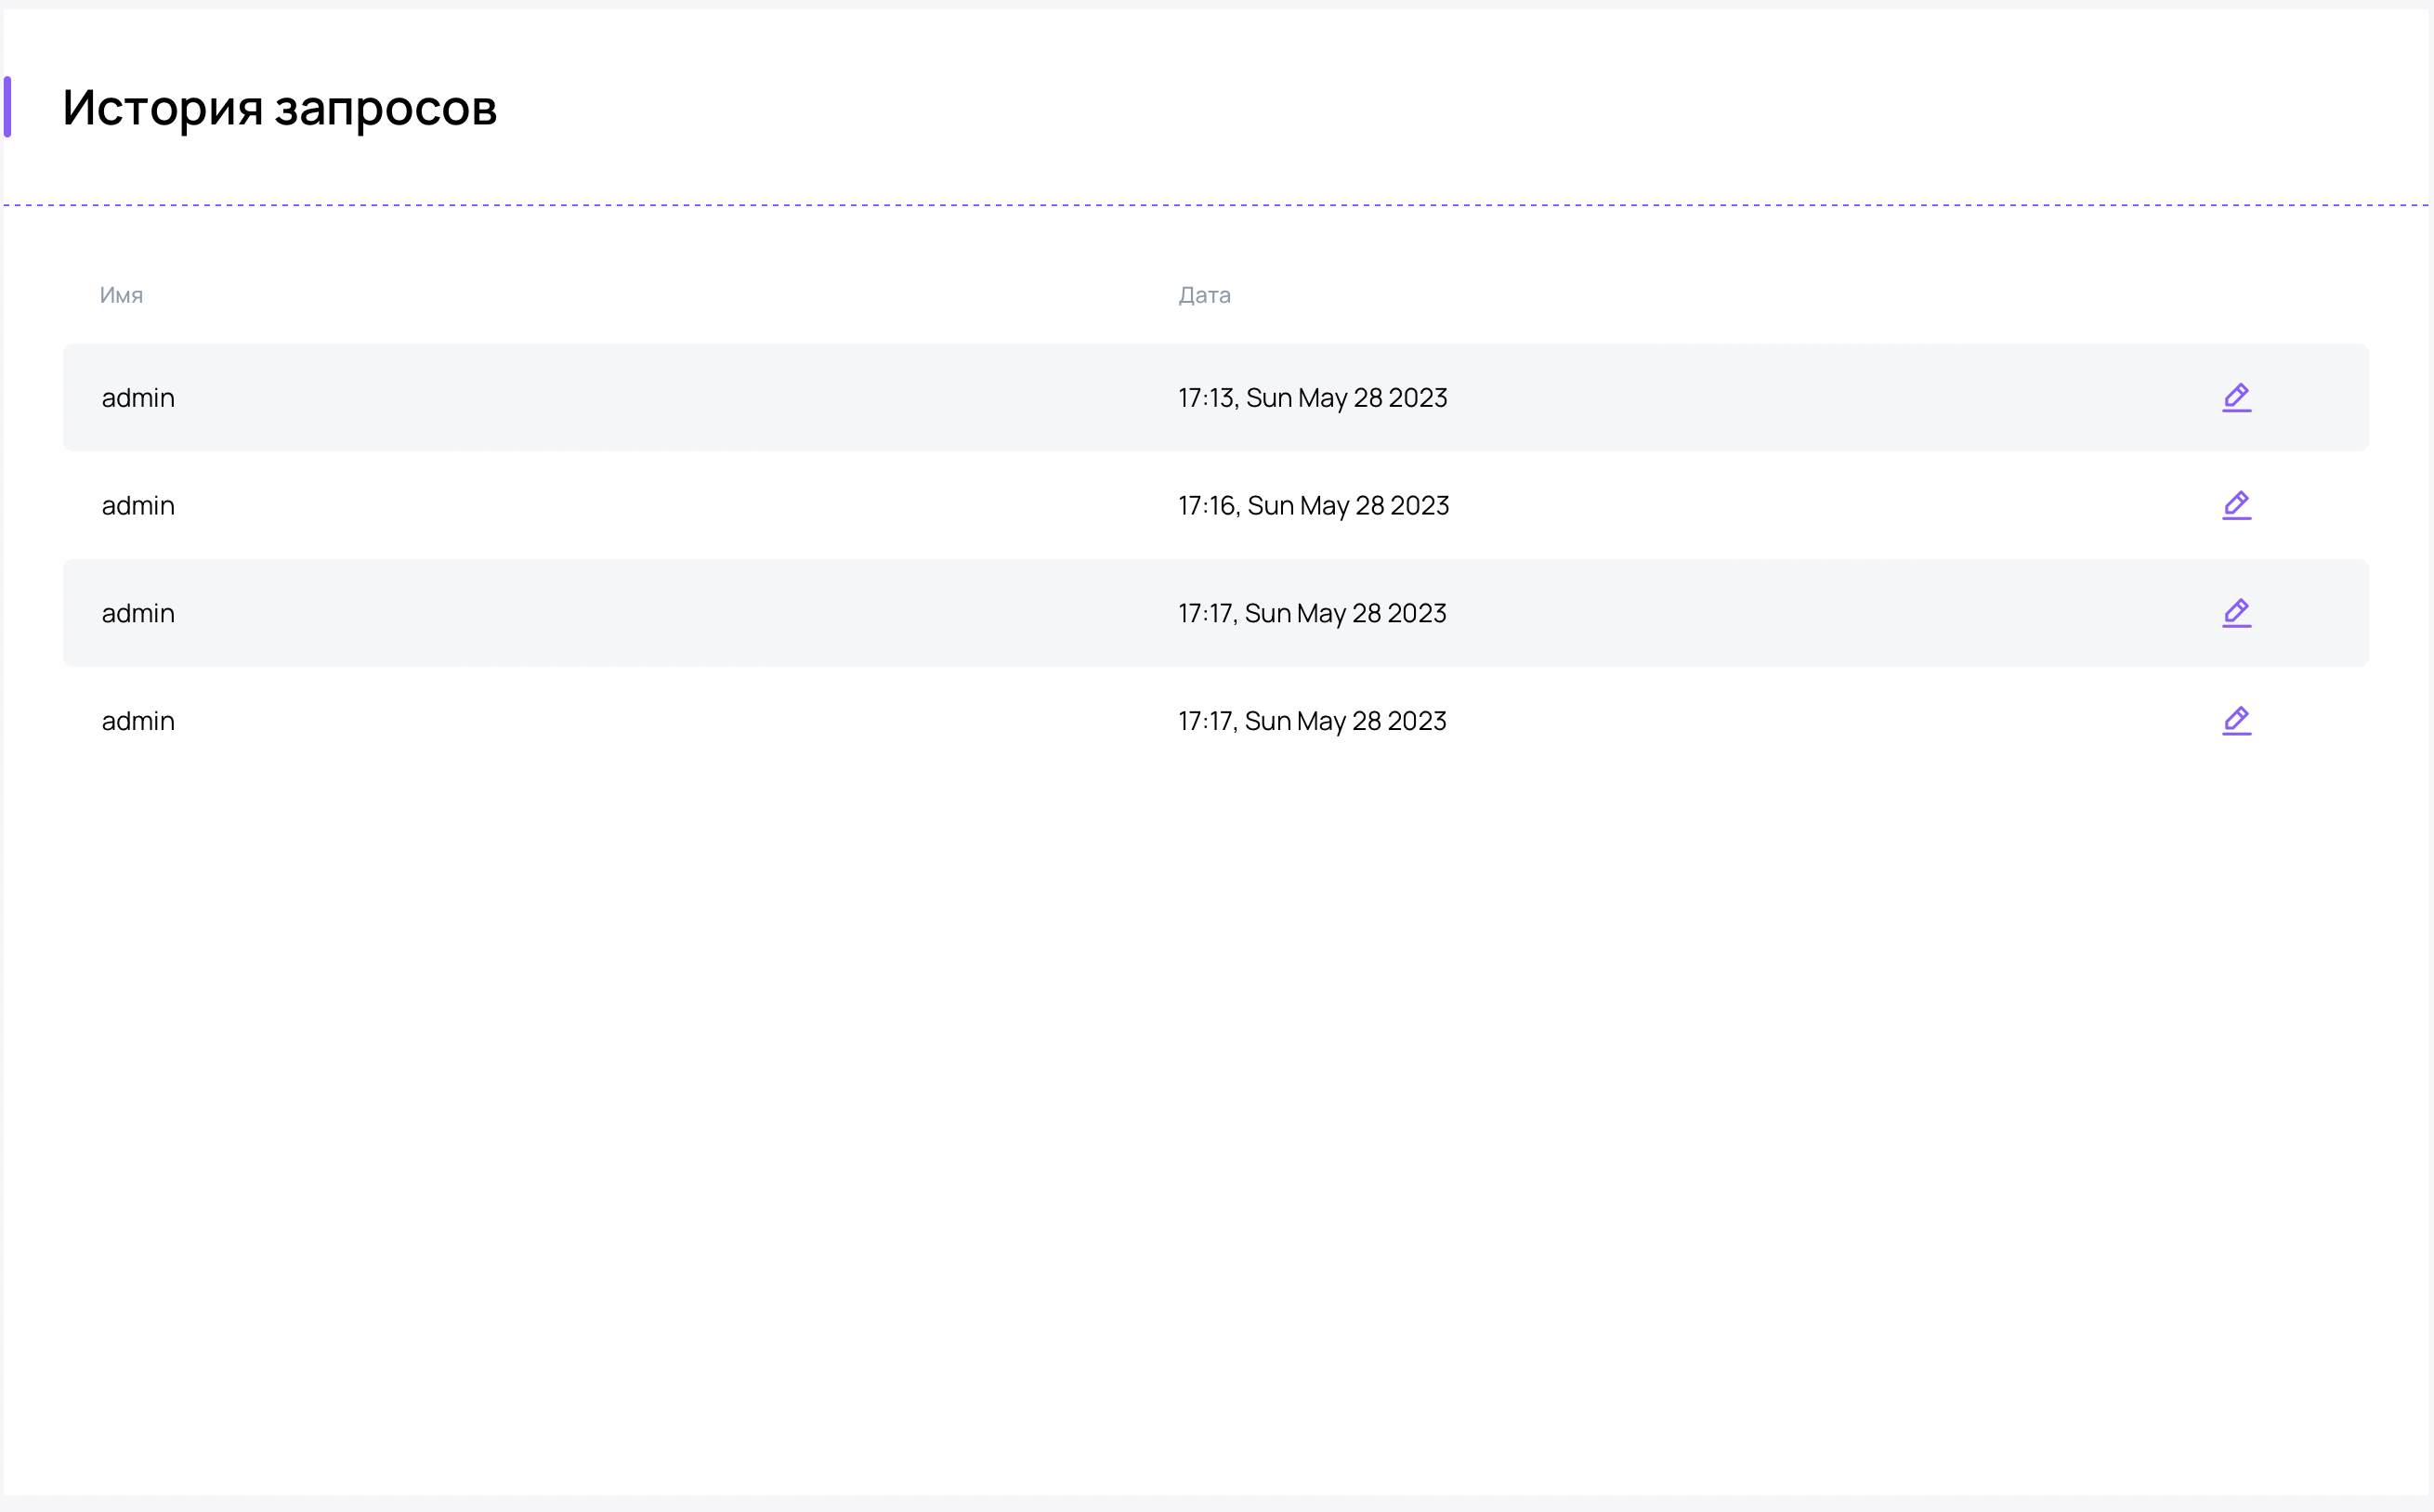 История запросов
Имя Дата
admin 17:13, Sun May 28 2023
admin 17:16, Sun May 28 2023
admin 17:17, Sun May 28 2023
admin 17:17, Sun May 28 2023